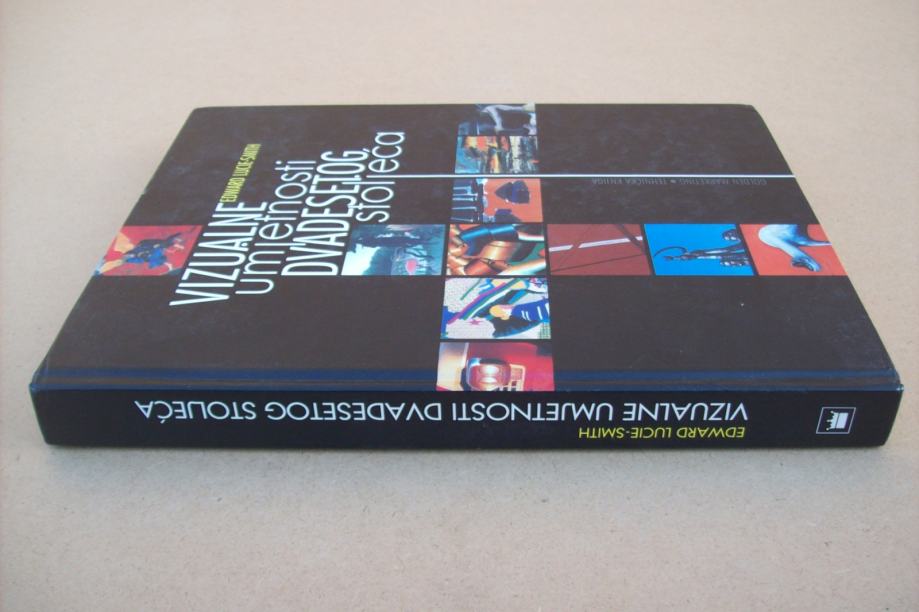 EDWARD LUCIE-SMITH
VIZUALNE
umjetnosti
DVADESETOG
stoljeća
GOLDEN MARKETING • TEHNIČKA KNJIGA
EDWARD LUCIE-SMITH
VIZUALNE UMJETNOSTI DVADESETOG STOLJEĆA